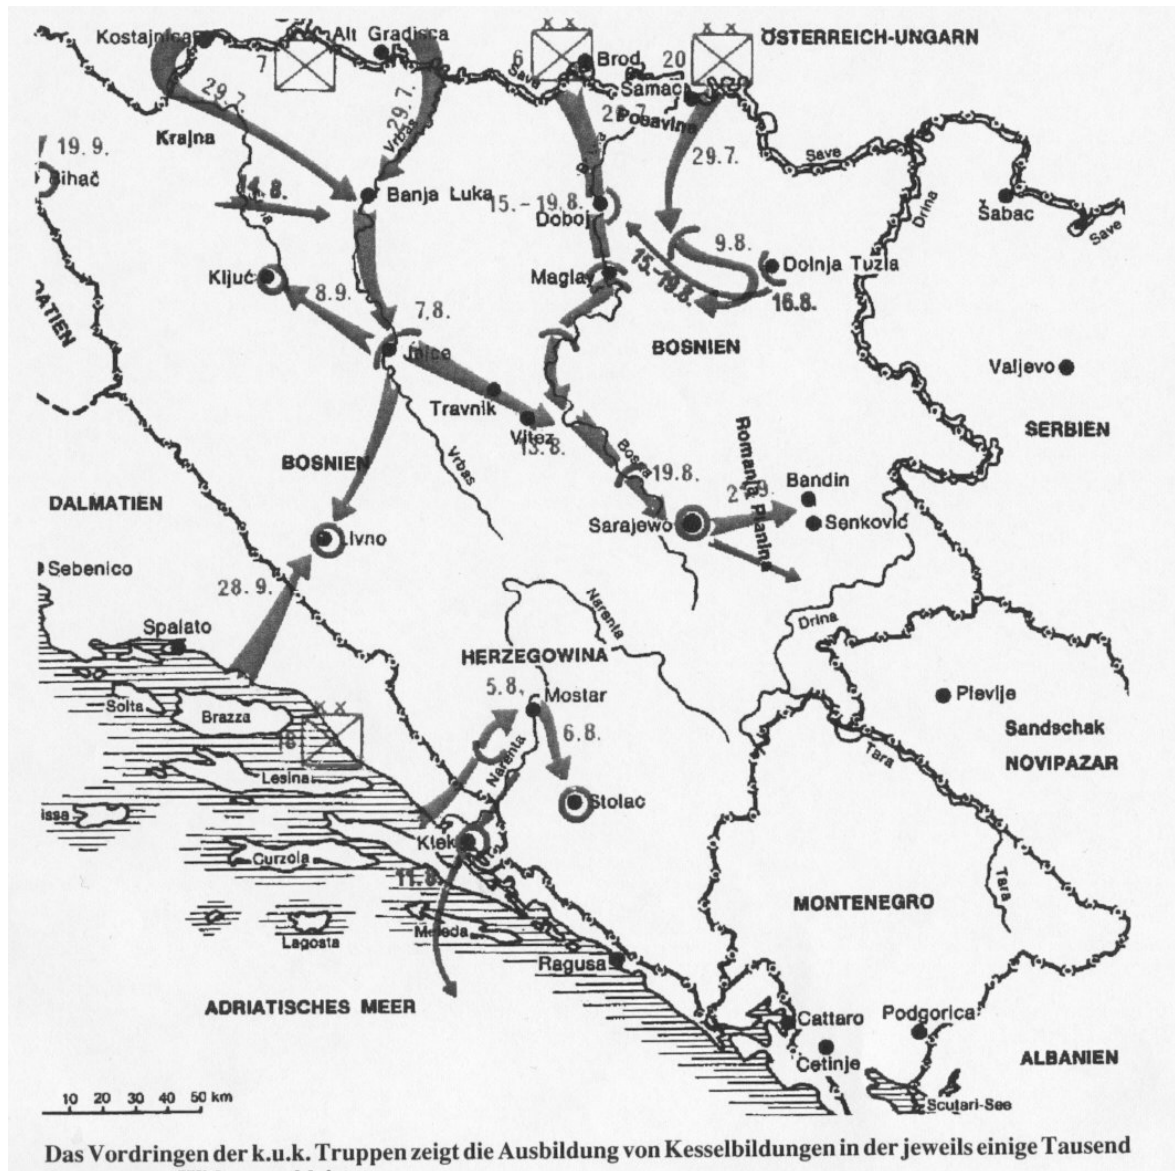 Kostajnica
Alt Gradisca
7
x x
6
Brod
x x
20
ÖSTERREICH-UNGARN
Save
Samac
Posavina
29.7.
29.7.
29.7.
Krajna
Vrbas
19.9.
Bihač
4.8.
Banja Luka
15.-19.8.
Doboj
9.8.
Save
Drina
Šabac
Save
Ključ
8.9.
7.8.
Maglay
15.-19.8.
Dolnja Tuzla
16.8.
BOSNIEN
Travnik
Vitez
13.8.
Valjevo
SERBIEN
BOSNIEN
Vrbas
Bosna
19.8.
Romanja Planina
Bandin
DALMATIEN
Sarajewo
Senković
Livno
Sebenico
28.9.
Narenta
Drina
Spalato
HERZEGOWINA
5.8.
Mostar
6.8.
Plevlje
Sandschak
NOVIPAZAR
Solta
Brazza
x x
18
Narenta
Tara
Lesina
Stolac
issa
Klek
Curzola
11.8.
Tara
MONTENEGRO
Lagosta
Meleda
Ragusa
ADRIATISCHES MEER
Cattaro
Podgorica
Cetinje
ALBANIEN
Scutari-See
10 20 30 40 50 km
Das Vordringen der k.u.k. Truppen zeigt die Ausbildung von Kesselbildungen in der jeweils einige Tausend